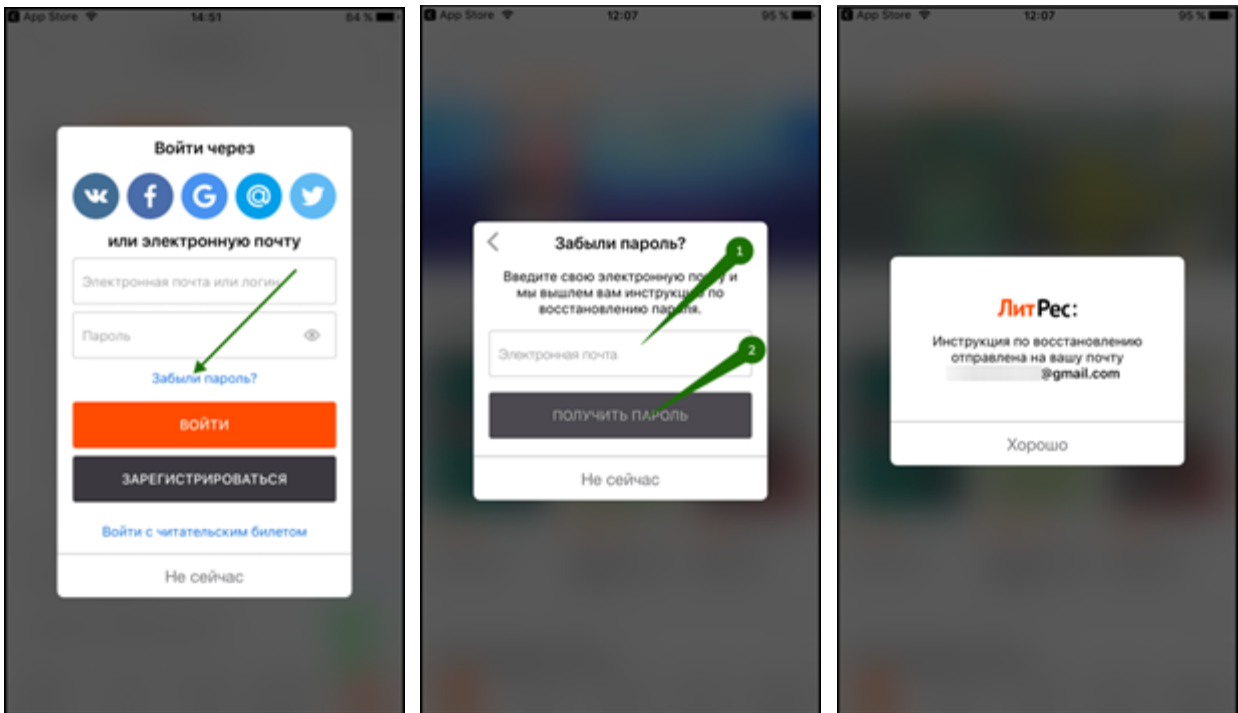 App Store 14:51 84 %
Войти через
или электронную почту
Электронная почта или логин
Пароль
Забыли пароль?
ВОЙТИ
ЗАРЕГИСТРИРОВАТЬСЯ
Войти с читательским билетом
Не сейчас
App Store 12:07 95 %
Забыли пароль?
1
Введите свою электронную почту и
мы вышлем вам инструкцию по
восстановлению пароля.
Электронная почта
2
ПОЛУЧИТЬ ПАРОЛЬ
Не сейчас
App Store 12:07 95 %
ЛитРес:
Инструкция по восстановлению
отправлена на вашу почту
@gmail.com
Хорошо